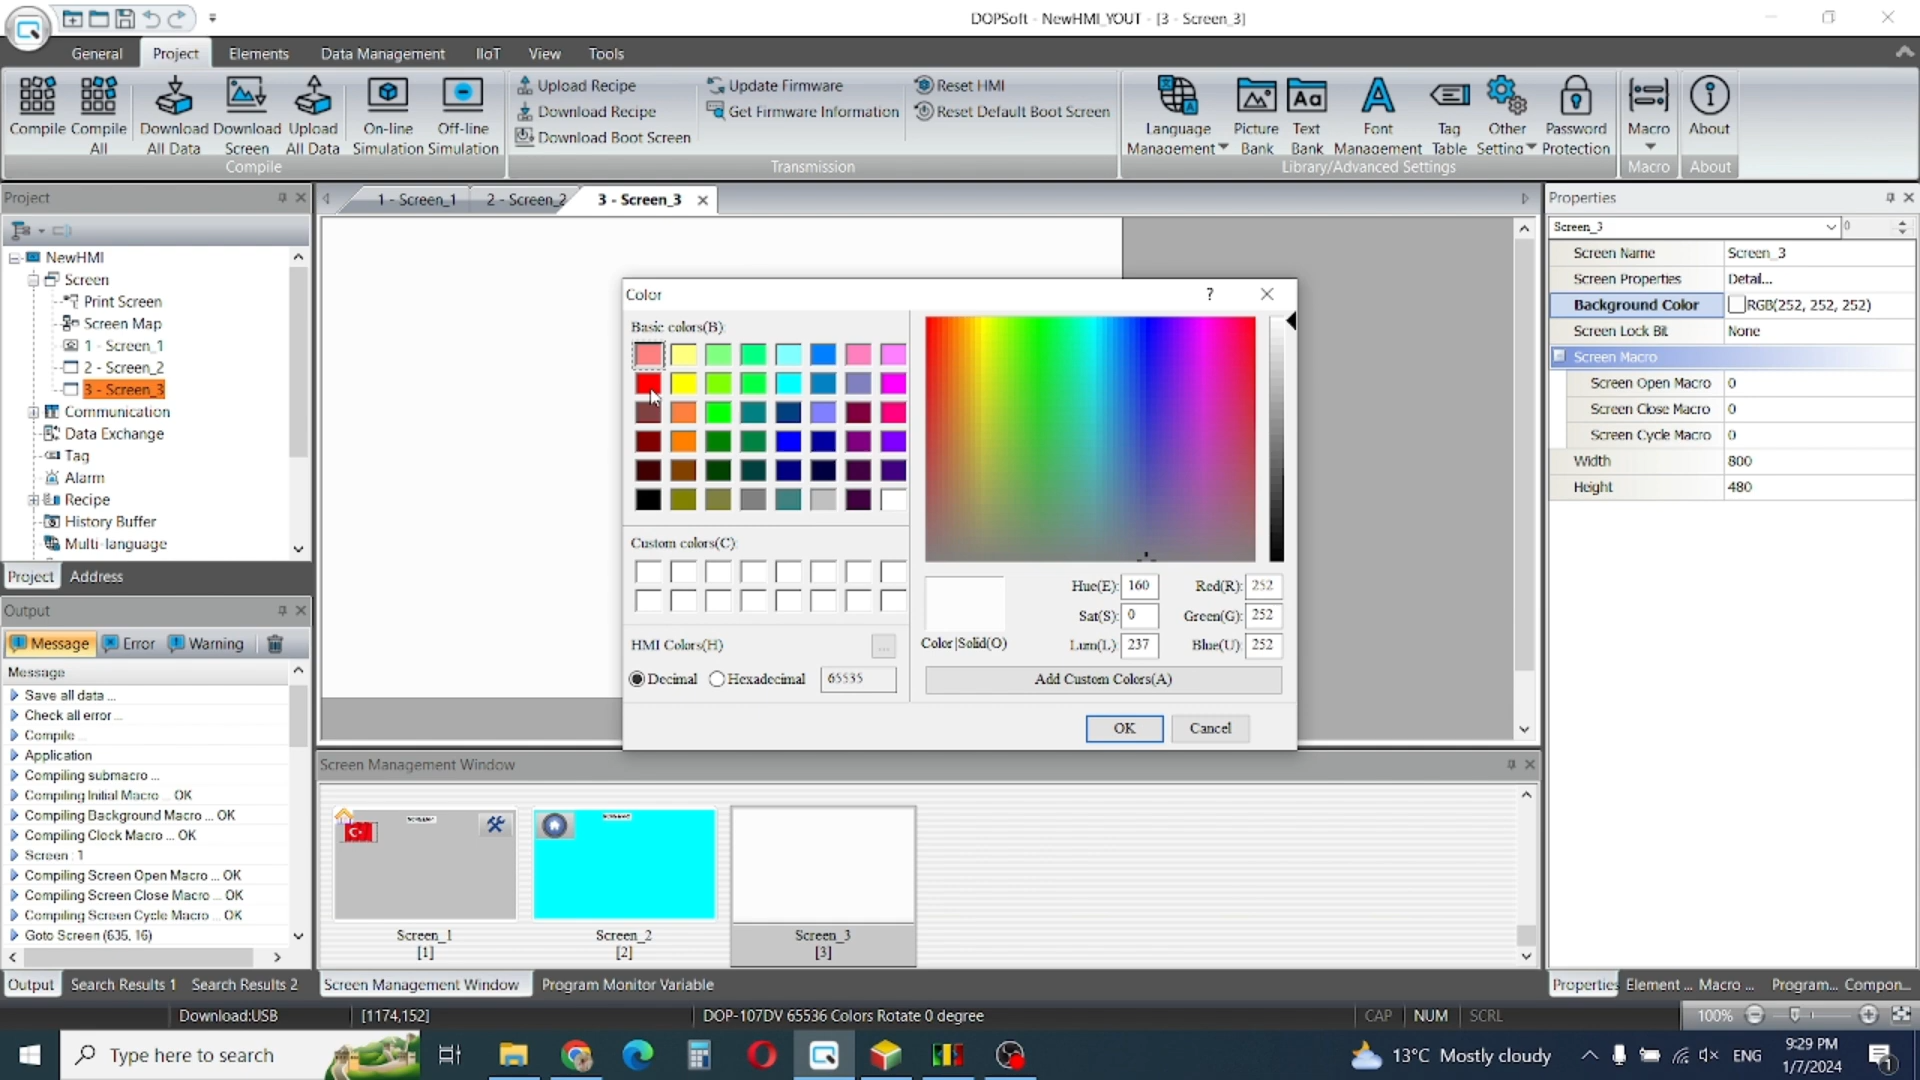 DOPSoft - NewHMI_YOUT - [3 - Screen_3]
General Project Elements Data Management IIoT View Tools
Compile Compile All Download All Data Download Screen Upload All Data On-line Simulation Off-line Simulation
Compile
Upload Recipe Update Firmware Reset HMI
Download Recipe Get Firmware Information Reset Default Boot Screen
Download Boot Screen
Transmission
Language Management Picture Bank Text Bank Font Management Tag Table Other Setting Password Protection Macro About
Library/Advanced Settings Macro About
Project
1 - Screen_1 2 - Screen_2 3 - Screen_3
NewHMI
Screen
Print Screen
Screen Map
1 - Screen_1
2 - Screen_2
3 - Screen_3
Communication
Data Exchange
Tag
Alarm
Recipe
History Buffer
Multi-language
Project Address
Output
Message Error Warning
Message
Save all data ...
Check all error ...
Compile ...
Application
Compiling submacro ...
Compiling Initial Macro ... OK
Compiling Background Macro ... OK
Compiling Clock Macro ... OK
Screen : 1
Compiling Screen Open Macro ... OK
Compiling Screen Close Macro ... OK
Compiling Screen Cycle Macro ... OK
Goto Screen (635, 16)
Output Search Results 1 Search Results 2
Color
Basic colors(B):
Custom colors(C):
HMI Colors(H) ...
Decimal Hexadecimal 65535
Color|Solid(O)
Hue(E): 160 Red(R): 252
Sat(S): 0 Green(G): 252
Lum(L): 237 Blue(U): 252
Add Custom Colors(A)
OK Cancel
Screen Management Window
Screen_1
[1]
Screen_2
[2]
Screen_3
[3]
Screen Management Window Program Monitor Variable
Properties
Screen_3 0
Screen Name Screen_3
Screen Properties Detail...
Background Color RGB(252, 252, 252)
Screen Lock Bit None
Screen Macro
Screen Open Macro 0
Screen Close Macro 0
Screen Cycle Macro 0
Width 800
Height 480
Properties Element ... Macro ... Program... Compon...
Download:USB [1174,152] DOP-107DV 65536 Colors Rotate 0 degree CAP NUM SCRL 100%
Type here to search 13°C Mostly cloudy ENG 9:29 PM
1/7/2024
1